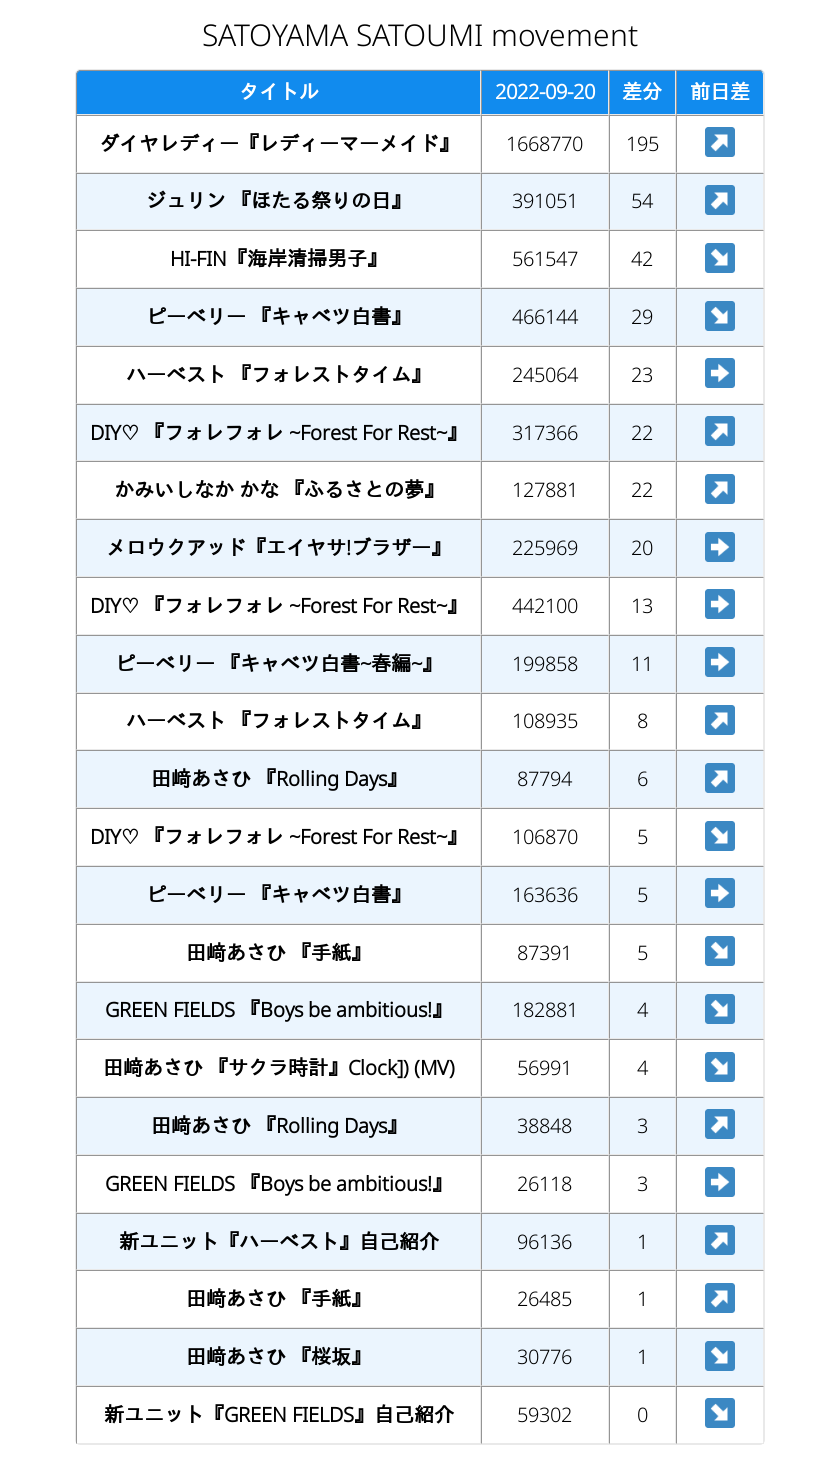 SATOYAMA SATOUMI movement
タイトル 2022-09-20 差分 前日差
ダイヤレディー『レディーマーメイド』 1668770 195 ↗
ジュリン 『ほたる祭りの日』 391051 54 ↗
HI-FIN『海岸清掃男子』 561547 42 ↘
ピーベリー 『キャベツ白書』 466144 29 ↘
ハーベスト 『フォレストタイム』 245064 23 ➡
DIY♡ 『フォレフォレ ~Forest For Rest~』 317366 22 ↗
かみいしなか かな 『ふるさとの夢』 127881 22 ↗
メロウクアッド『エイヤサ!ブラザー』 225969 20 ➡
DIY♡ 『フォレフォレ ~Forest For Rest~』 442100 13 ➡
ピーベリー 『キャベツ白書~春編~』 199858 11 ➡
ハーベスト 『フォレストタイム』 108935 8 ↗
田﨑あさひ 『Rolling Days』 87794 6 ↗
DIY♡ 『フォレフォレ ~Forest For Rest~』 106870 5 ↘
ピーベリー 『キャベツ白書』 163636 5 ➡
田﨑あさひ 『手紙』 87391 5 ↘
GREEN FIELDS 『Boys be ambitious!』 182881 4 ↘
田﨑あさひ 『サクラ時計』Clock]) (MV) 56991 4 ↘
田﨑あさひ 『Rolling Days』 38848 3 ↗
GREEN FIELDS 『Boys be ambitious!』 26118 3 ➡
新ユニット『ハーベスト』自己紹介 96136 1 ↗
田﨑あさひ 『手紙』 26485 1 ↗
田﨑あさひ 『桜坂』 30776 1 ↘
新ユニット『GREEN FIELDS』自己紹介 59302 0 ↘